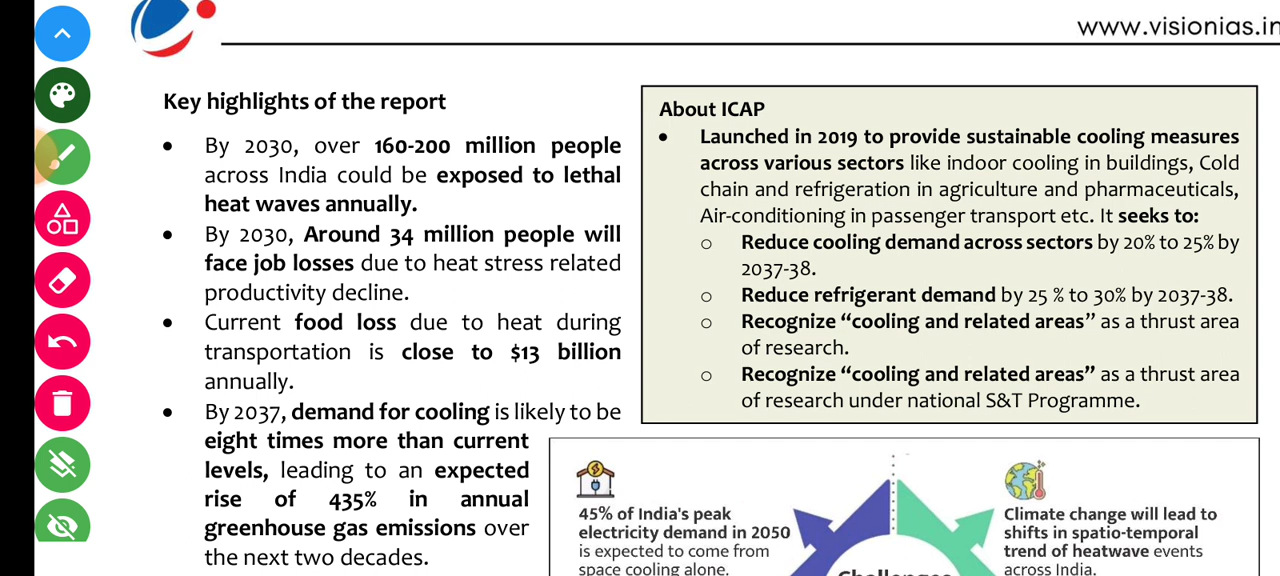 www.visionias.in
Key highlights of the report
• By 2030, over 160-200 million people
across India could be exposed to lethal
heat waves annually.
• By 2030, Around 34 million people will
face job losses due to heat stress related
productivity decline.
• Current food loss due to heat during
transportation is close to $13 billion
annually.
• By 2037, demand for cooling is likely to be
eight times more than current
levels, leading to an expected
rise of 435% in annual
greenhouse gas emissions over
the next two decades.
About ICAP
• Launched in 2019 to provide sustainable cooling measures
across various sectors like indoor cooling in buildings, Cold
chain and refrigeration in agriculture and pharmaceuticals,
Air-conditioning in passenger transport etc. It seeks to:
o Reduce cooling demand across sectors by 20% to 25% by
2037-38.
o Reduce refrigerant demand by 25 % to 30% by 2037-38.
o Recognize “cooling and related areas” as a thrust area
of research.
o Recognize “cooling and related areas” as a thrust area
of research under national S&T Programme.
45% of India's peak
electricity demand in 2050
is expected to come from
space cooling alone.
Challenges
Climate change will lead to
shifts in spatio-temporal
trend of heatwave events
across India.